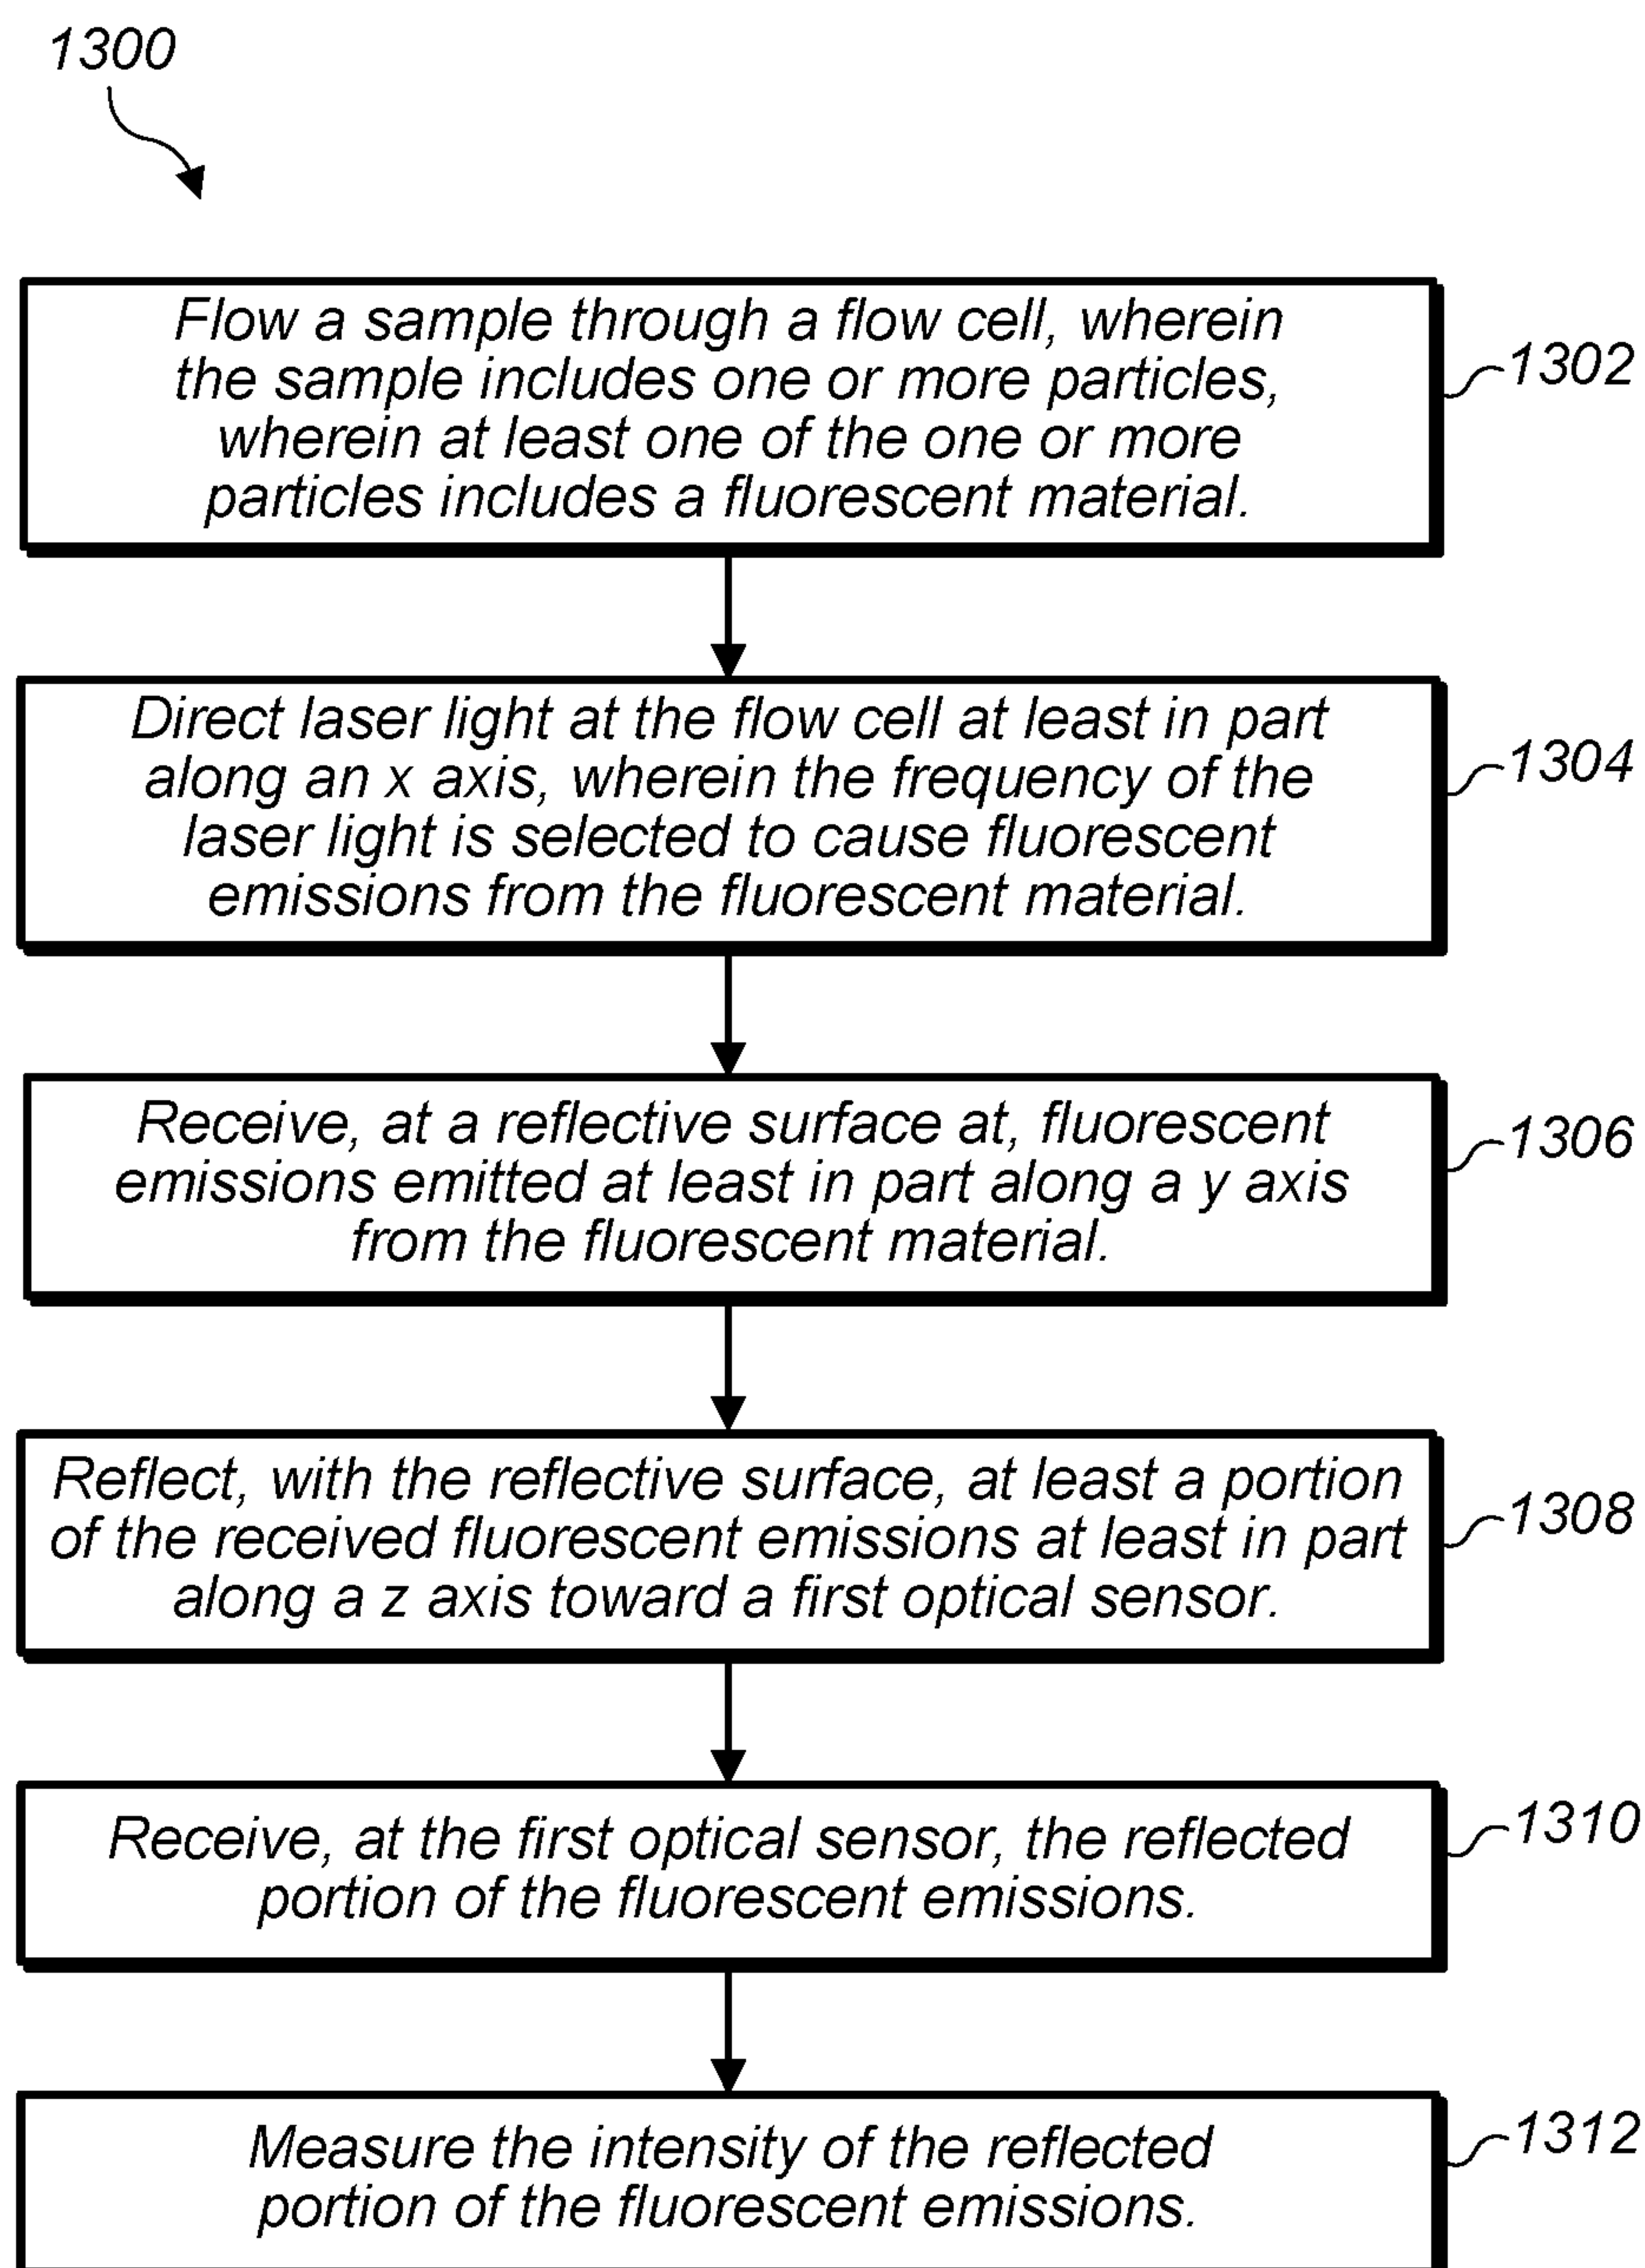 1300
Flow a sample through a flow cell, wherein
the sample includes one or more particles,
wherein at least one of the one or more
particles includes a fluorescent material.
1302
Direct laser light at the flow cell at least in part
along an x axis, wherein the frequency of the
laser light is selected to cause fluorescent
emissions from the fluorescent material.
1304
Receive, at a reflective surface at, fluorescent
emissions emitted at least in part along a y axis
from the fluorescent material.
1306
Reflect, with the reflective surface, at least a portion
of the received fluorescent emissions at least in part
along a z axis toward a first optical sensor.
1308
Receive, at the first optical sensor, the reflected
portion of the fluorescent emissions.
1310
Measure the intensity of the reflected
portion of the fluorescent emissions.
1312